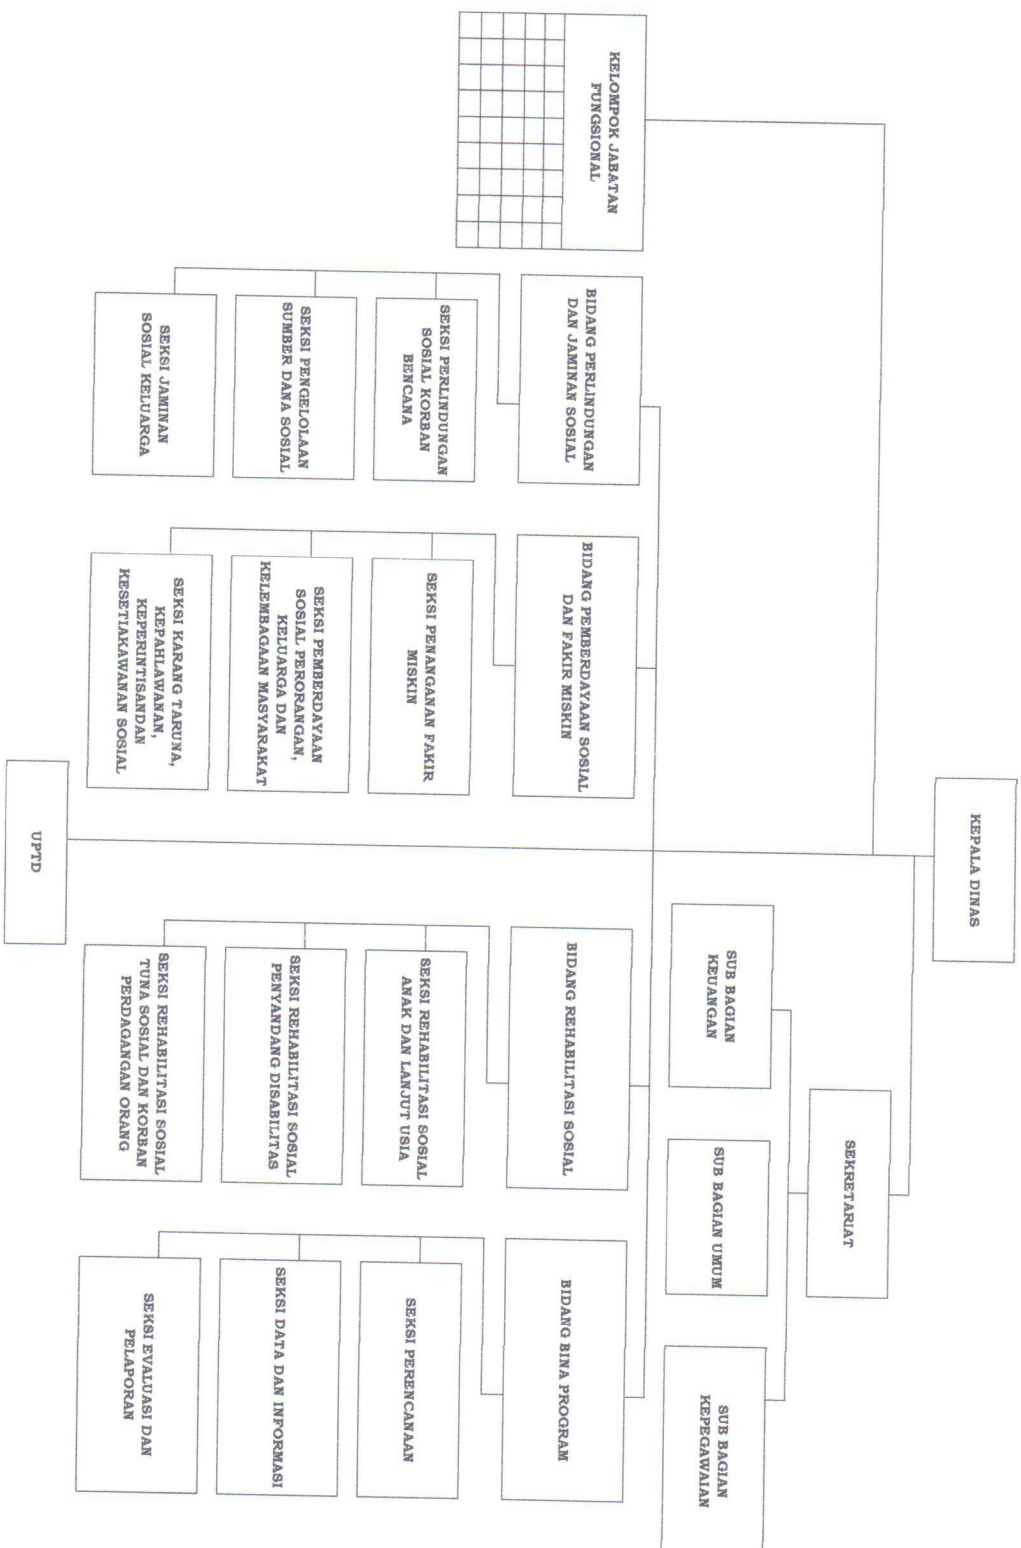 KEPALA DINAS
SEKRETARIAT
SUB BAGIAN
KEUANGAN
SUB BAGIAN UMUM
SUB BAGIAN
KEPEGAWAIAN
KELOMPOK JABATAN
FUNGSIONAL
BIDANG PERLINDUNGAN
DAN JAMINAN SOSIAL
SEKSI PERLINDUNGAN
SOSIAL KORBAN
BENCANA
SEKSI PENGELOLAAN
SUMBER DANA SOSIAL
SEKSI JAMINAN
SOSIAL KELUARGA
BIDANG PEMBERDAYAAN SOSIAL
DAN FAKIR MISKIN
SEKSI PENANGANAN FAKIR
MISKIN
SEKSI PEMBERDAYAAN
SOSIAL PERORANGAN,
KELUARGA DAN
KELEMBAGAAN MASYARAKAT
SEKSI KARANG TARUNA,
KEPAHLAWANAN,
KEPERINTISANDAN
KESETIAKAWANAN SOSIAL
BIDANG REHABILITASI SOSIAL
SEKSI REHABILITASI SOSIAL
ANAK DAN LANJUT USIA
SEKSI REHABILITASI SOSIAL
PENYANDANG DISABILITAS
SEKSI REHABILITASI SOSIAL
TUNA SOSIAL DAN KORBAN
PERDAGANGAN ORANG
BIDANG BINA PROGRAM
SEKSI PERENCANAAN
SEKSI DATA DAN INFORMASI
SEKSI EVALUASI DAN
PELAPORAN
UPTD